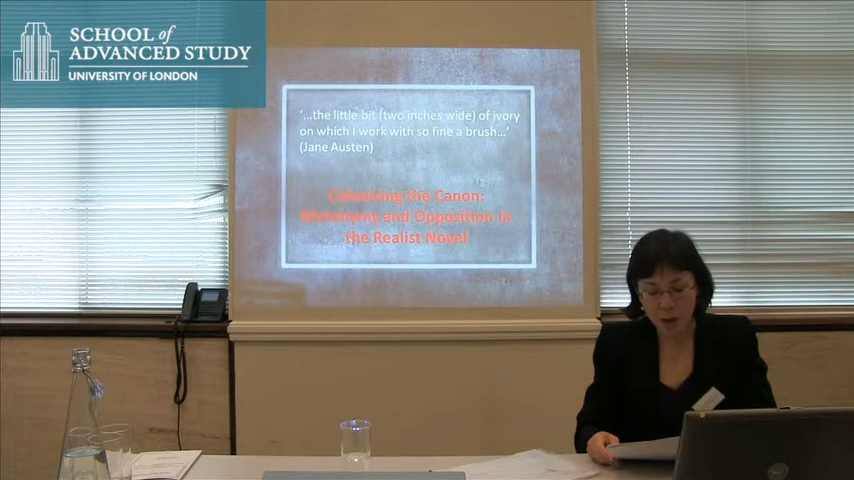 SCHOOL of
ADVANCED STUDY
UNIVERSITY OF LONDON
‘...the little bit (two inches wide) of ivory
on which I work with so fine a brush...’
(Jane Austen)
Colonizing the Canon:
Metonymy and Opposition in
the Realist Novel